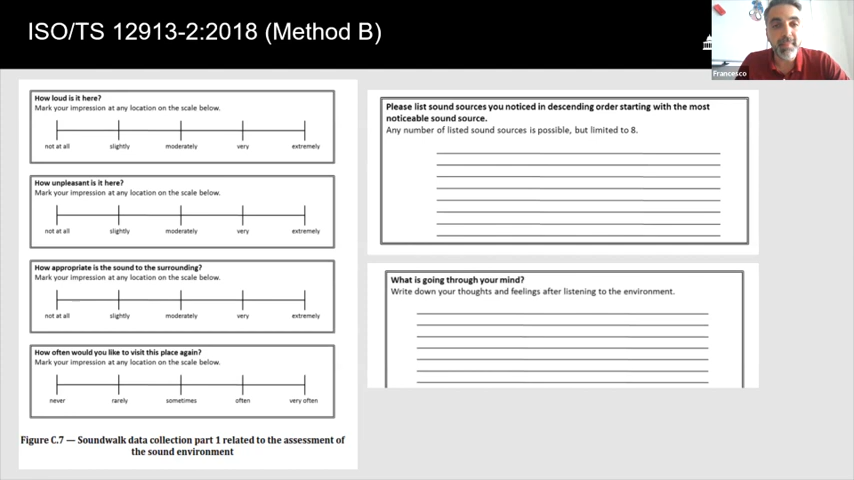 ISO/TS 12913-2:2018 (Method B)
Francesco
How loud is it here?
Mark your impression at any location on the scale below.
not at all slightly moderately very extremely
How unpleasant is it here?
Mark your impression at any location on the scale below.
not at all slightly moderately very extremely
How appropriate is the sound to the surrounding?
Mark your impression at any location on the scale below.
not at all slightly moderately very extremely
How often would you like to visit this place again?
Mark your impression at any location on the scale below.
never rarely sometimes often very often
Figure C.7 — Soundwalk data collection part 1 related to the assessment of
the sound environment
Please list sound sources you noticed in descending order starting with the most
noticeable sound source.
Any number of listed sound sources is possible, but limited to 8.
What is going through your mind?
Write down your thoughts and feelings after listening to the environment.